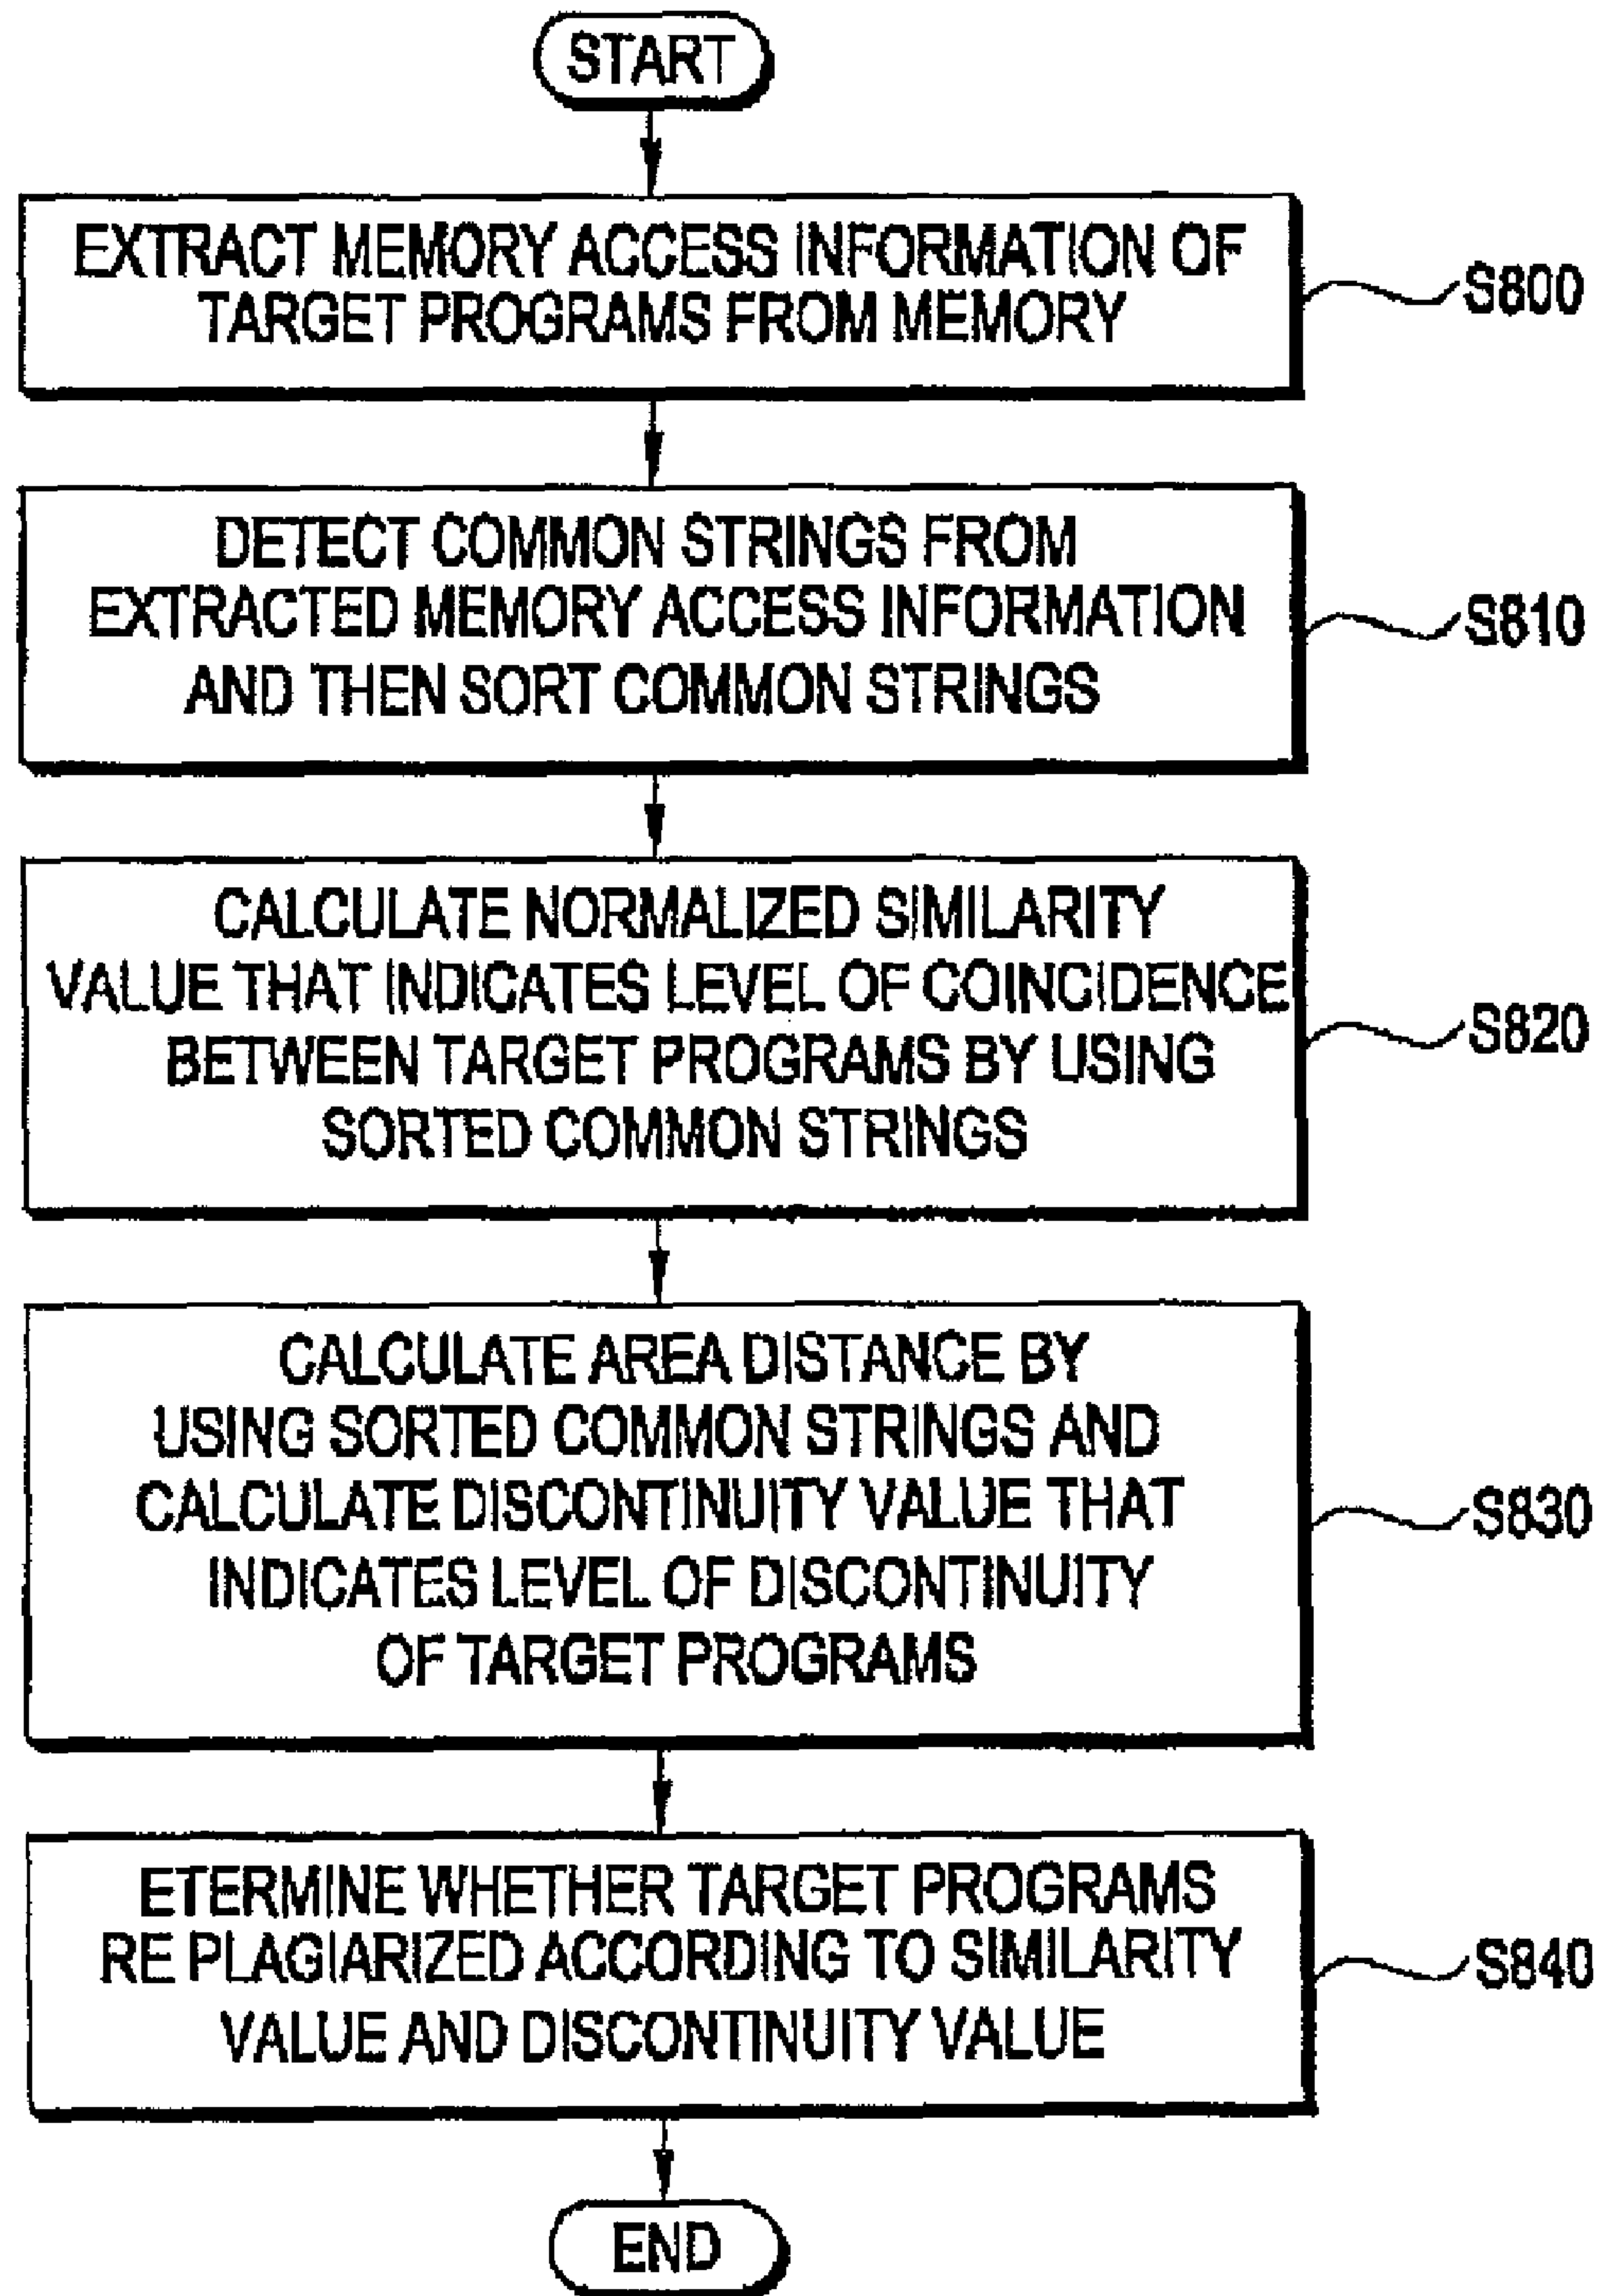 START
EXTRACT MEMORY ACCESS INFORMATION OF
TARGET PROGRAMS FROM MEMORY
S800
DETECT COMMON STRINGS FROM
EXTRACTED MEMORY ACCESS INFORMATION
AND THEN SORT COMMON STRINGS
S810
CALCULATE NORMALIZED SIMILARITY
VALUE THAT INDICATES LEVEL OF COINCIDENCE
BETWEEN TARGET PROGRAMS BY USING
SORTED COMMON STRINGS
S820
CALCULATE AREA DISTANCE BY
USING SORTED COMMON STRINGS AND
CALCULATE DISCONTINUITY VALUE THAT
INDICATES LEVEL OF DISCONTINUITY
OF TARGET PROGRAMS
S830
ETERMINE WHETHER TARGET PROGRAMS
RE PLAGIARIZED ACCORDING TO SIMILARITY
VALUE AND DISCONTINUITY VALUE
S840
END